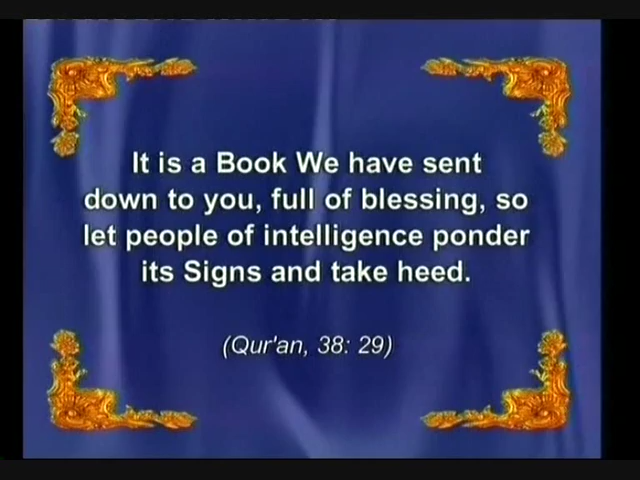 It is a Book We have sent
down to you, full of blessing, so
let people of intelligence ponder
its Signs and take heed.
(Qur'an, 38: 29)